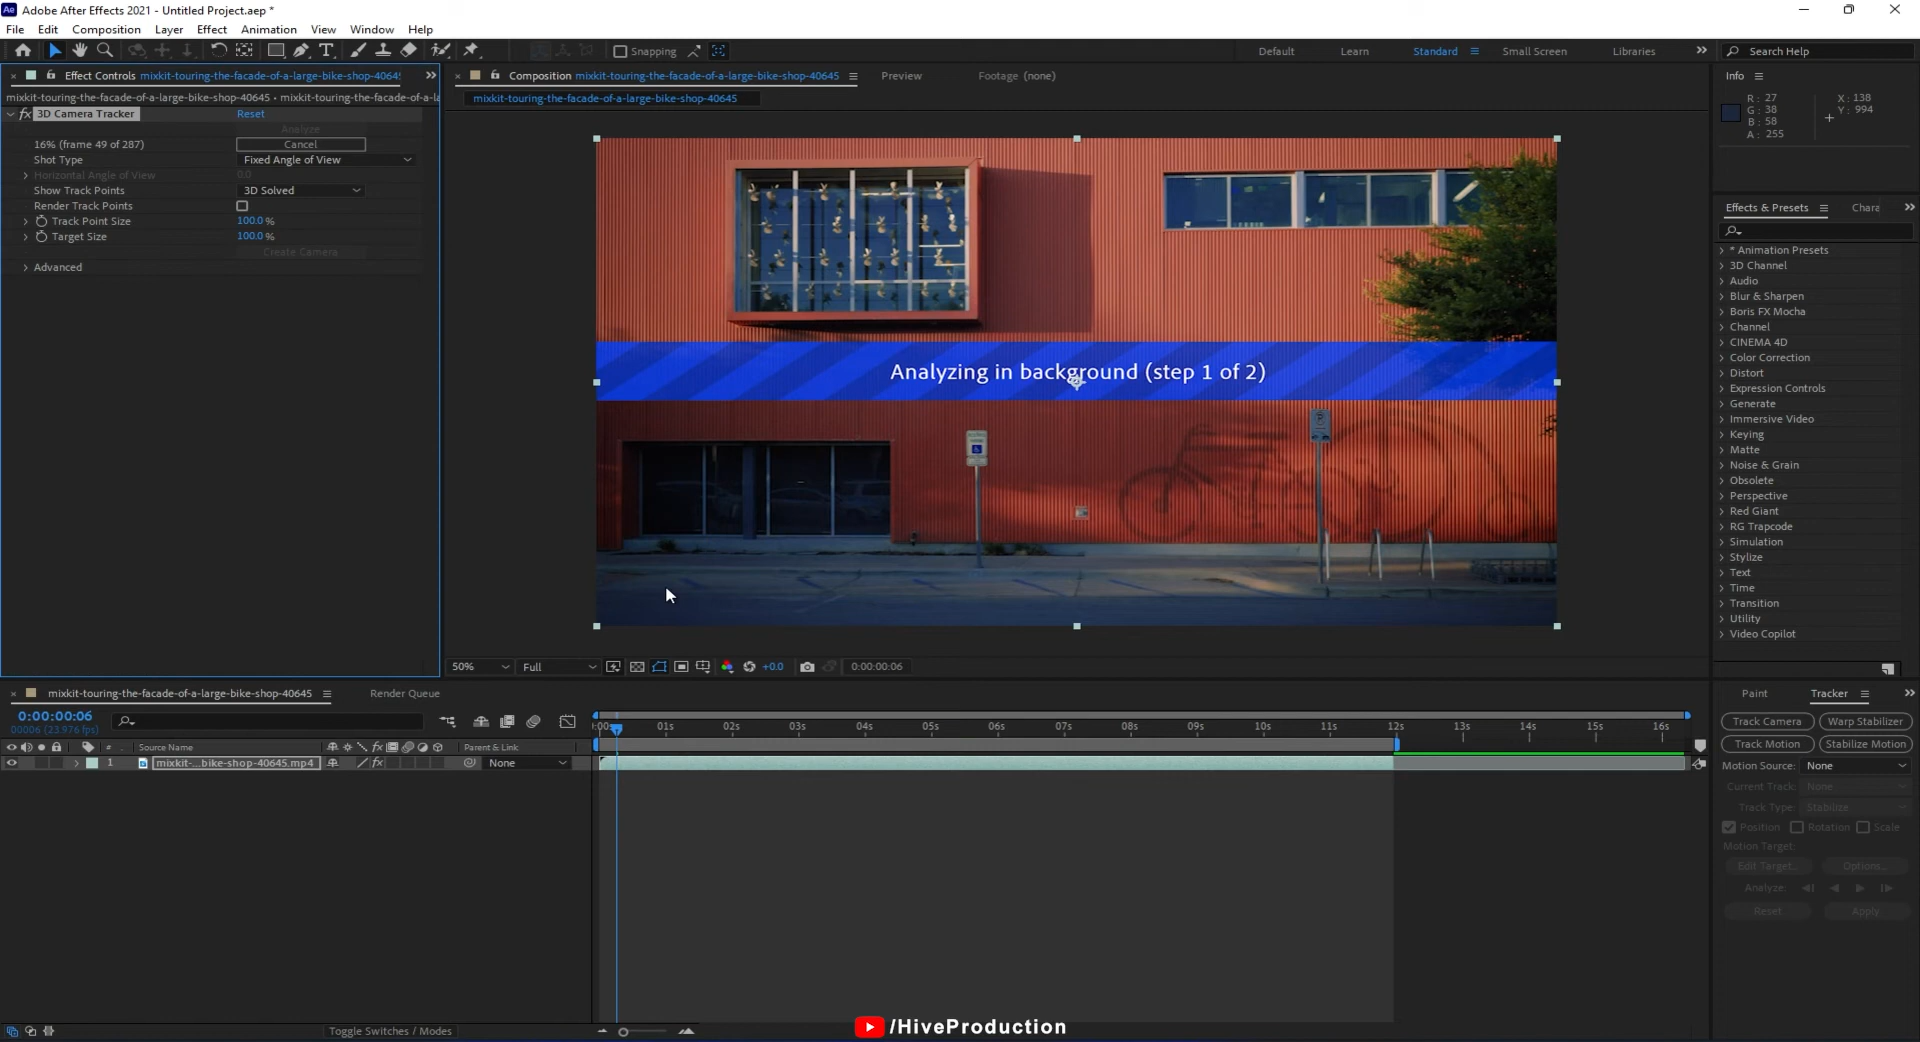 Adobe After Effects 2021 - Untitled Project.aep *
File Edit Composition Layer Effect Animation View Window Help
Snapping Default Learn Standard Small Screen Libraries Search Help
Effect Controls mixkit-touring-the-facade-of-a-large-bike-shop-4064
mixkit-touring-the-facade-of-a-large-bike-shop-40645 • mixkit-touring-the-facade-of-a-la
fx 3D Camera Tracker Reset
Analyze
16% (frame 49 of 287) Cancel
Shot Type Fixed Angle of View
Horizontal Angle of View 0.0
Show Track Points 3D Solved
Render Track Points
Track Point Size 100.0 %
Target Size 100.0 %
Create Camera
Advanced
Composition mixkit-touring-the-facade-of-a-large-bike-shop-40645 Preview Footage (none)
mixkit-touring-the-facade-of-a-large-bike-shop-40645
Analyzing in background (step 1 of 2)
50% Full +0.0 0:00:00:06
Info
R: 27 X: 138
G: 38 Y: 994
B: 58
A: 255
Effects & Presets Chara
* Animation Presets
3D Channel
Audio
Blur & Sharpen
Boris FX Mocha
Channel
CINEMA 4D
Color Correction
Distort
Expression Controls
Generate
Immersive Video
Keying
Matte
Noise & Grain
Obsolete
Perspective
Red Giant
RG Trapcode
Simulation
Stylize
Text
Time
Transition
Utility
Video Copilot
mixkit-touring-the-facade-of-a-large-bike-shop-40645 Render Queue
0:00:00:06
00006 (23.976 fps)
# Source Name fx Parent & Link
1 mixkit-...bike-shop-40645.mp4 fx None
:00s 01s 02s 03s 04s 05s 06s 07s 08s 09s 10s 11s 12s 13s 14s 15s 16s
Toggle Switches / Modes
Paint Tracker
Track Camera Warp Stabilizer
Track Motion Stabilize Motion
Motion Source: None
Current Track: None
Track Type: Stabilize
Position Rotation Scale
Motion Target:
Edit Target... Options...
Analyze:
Reset Apply
/HiveProduction